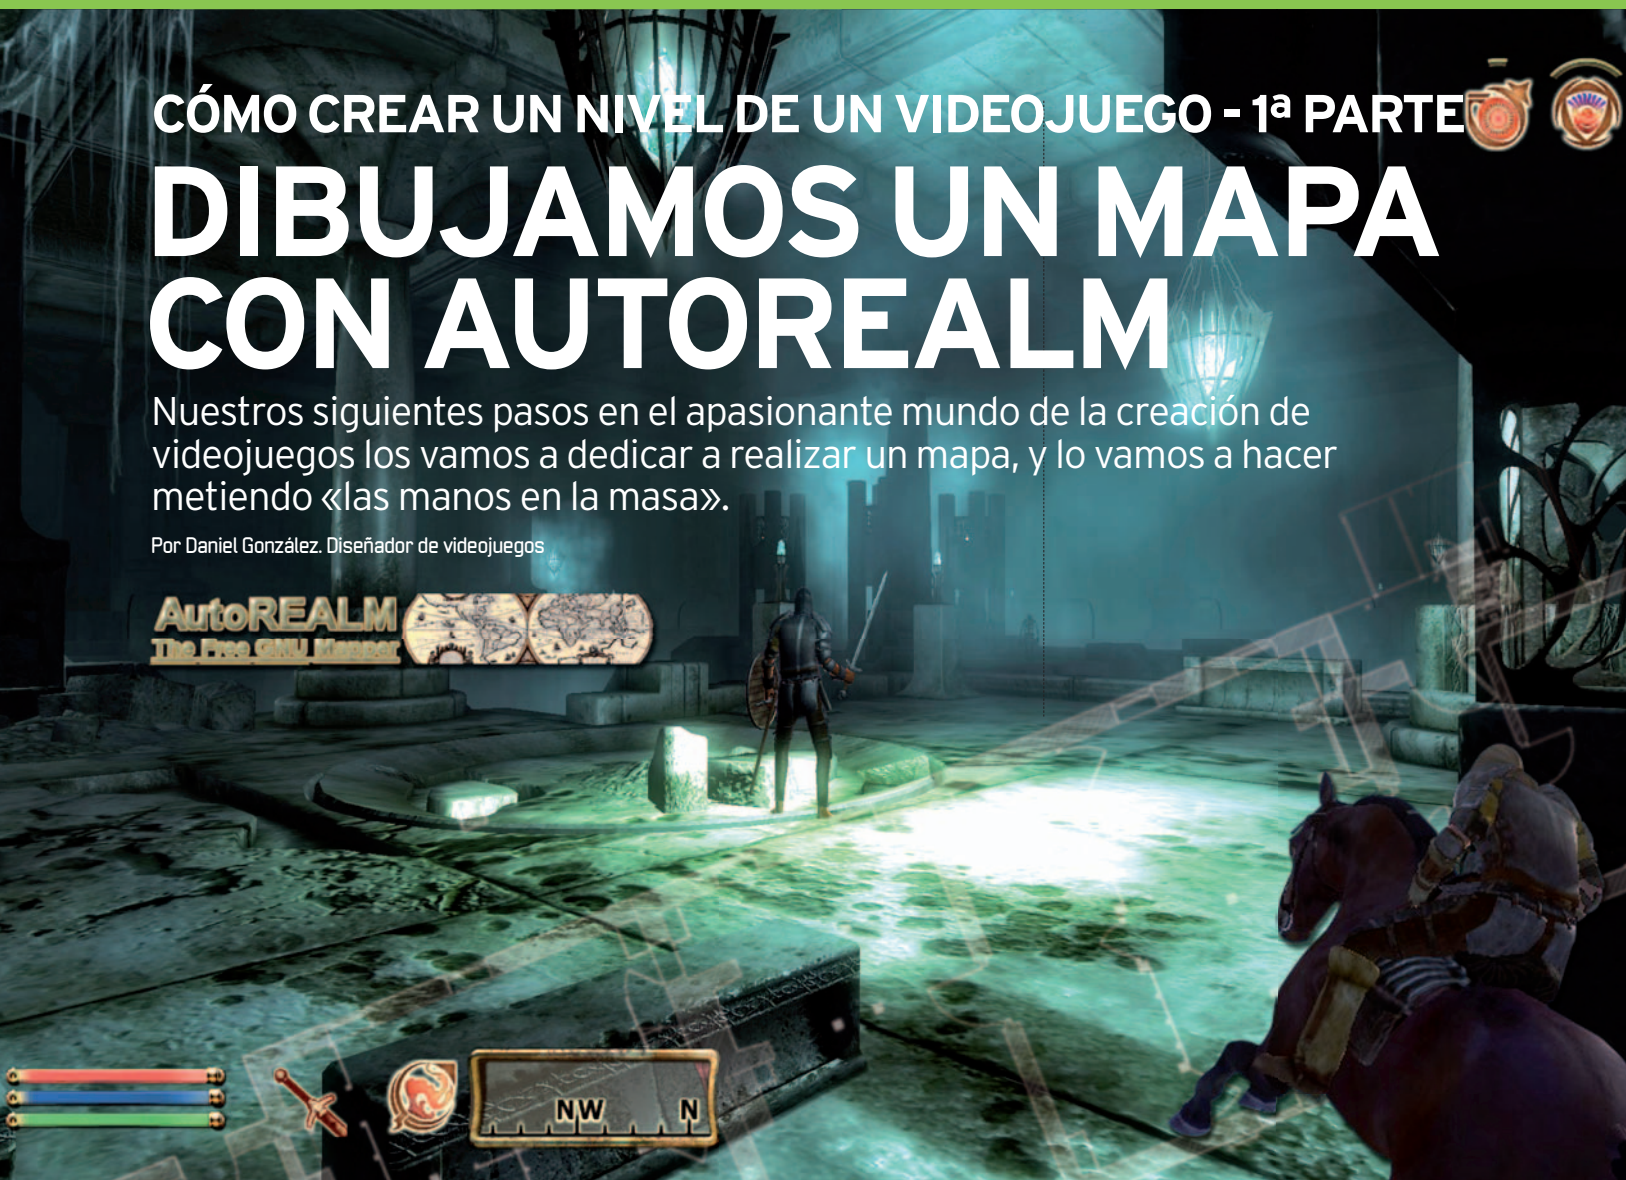 CÓMO CREAR UN NIVEL DE UN VIDEOJUEGO - 1ª PARTE
DIBUJAMOS UN MAPA
CON AUTOREALM
Nuestros siguientes pasos en el apasionante mundo de la creación de
videojuegos los vamos a dedicar a realizar un mapa, y lo vamos a hacer
metiendo «las manos en la masa».
Por Daniel González. Diseñador de videojuegos
AutoREALM
The Free GNU Mapper
NW N